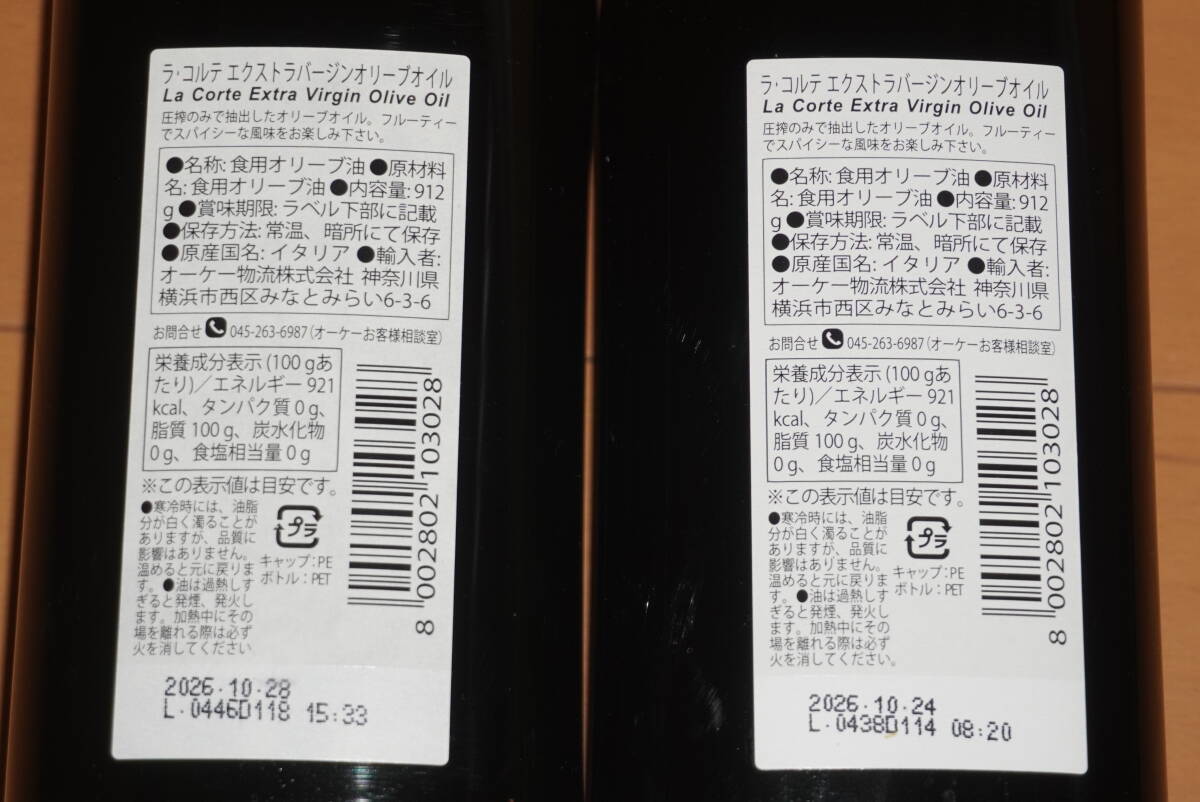 ラ・コルテ エクストラバージンオリーブオイル
La Corte Extra Virgin Olive Oil
圧搾のみで抽出したオリーブオイル。フルーティー
でスパイシーな風味をお楽しみ下さい。
●名称: 食用オリーブ油 ●原材料
名: 食用オリーブ油 ●内容量: 912
g ●賞味期限: ラベル下部に記載
●保存方法: 常温、暗所にて保存
●原産国名: イタリア ●輸入者:
オーケー物流株式会社 神奈川県
横浜市西区みなとみらい6-3-6
お問合せ 045-263-6987 (オーケーお客様相談室)
栄養成分表示 (100 gあ
たり)／エネルギー 921
kcal、タンパク質 0 g、
脂質 100 g、炭水化物
0 g、食塩相当量 0 g
※この表示値は目安です。
●寒冷時には、油脂
分が白く濁ることが
ありますが、品質に
影響はありません。
温めると元に戻りま
す。●油は過熱しす
ぎると発煙、発火し
ます。加熱中にその
場を離れる際は必ず
火を消してください
プラ
キャップ : PE
ボトル : PET
8 002802 103028
2026.10.28
L.0446D118 15:33
ラ・コルテ エクストラバージンオリーブオイル
La Corte Extra Virgin Olive Oil
圧搾のみで抽出したオリーブオイル。フルーティー
でスパイシーな風味をお楽しみ下さい。
●名称: 食用オリーブ油 ●原材料
名: 食用オリーブ油 ●内容量: 912
g ●賞味期限: ラベル下部に記載
●保存方法: 常温、暗所にて保存
●原産国名: イタリア ●輸入者:
オーケー物流株式会社 神奈川県
横浜市西区みなとみらい6-3-6
お問合せ 045-263-6987 (オーケーお客様相談室)
栄養成分表示 (100 gあ
たり)／エネルギー 921
kcal、タンパク質 0 g、
脂質 100 g、炭水化物
0 g、食塩相当量 0 g
※この表示値は目安です。
●寒冷時には、油脂
分が白く濁ることが
ありますが、品質に
影響はありません。
温めると元に戻りま
す。●油は過熱しす
ぎると発煙、発火し
ます。加熱中にその
場を離れる際は必ず
火を消してください。
プラ
キャップ : PE
ボトル : PET
8 002802 103028
2026.10.24
L.0438D114 08:20